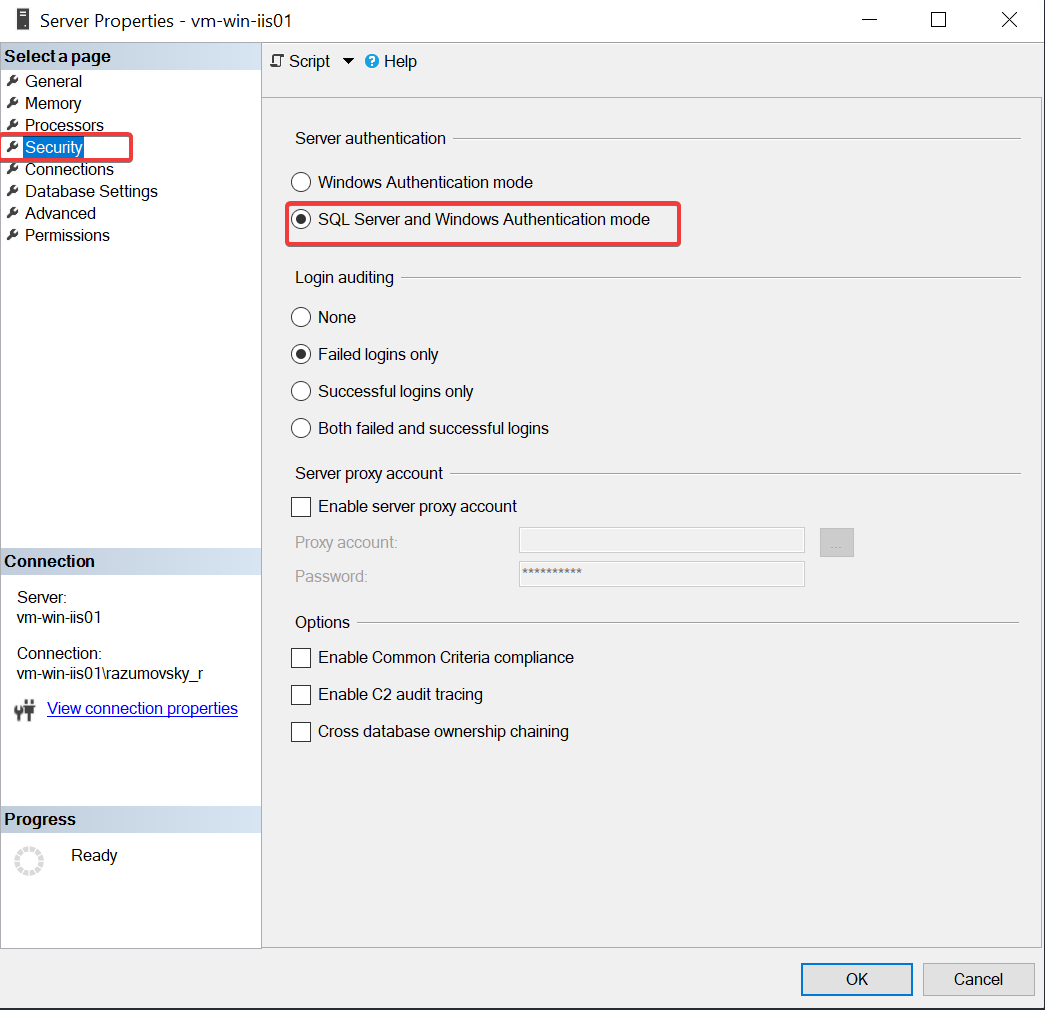 Server Properties - vm-win-iis01
Select a page
General
Memory
Processors
Security
Connections
Database Settings
Advanced
Permissions
Script
Help
Server authentication
Windows Authentication mode
SQL Server and Windows Authentication mode
Login auditing
None
Failed logins only
Successful logins only
Both failed and successful logins
Server proxy account
Enable server proxy account
Proxy account:
...
Password:
**********
Options
Enable Common Criteria compliance
Enable C2 audit tracing
Cross database ownership chaining
Connection
Server:
vm-win-iis01
Connection:
vm-win-iis01\razumovsky_r
View connection properties
Progress
Ready
OK
Cancel